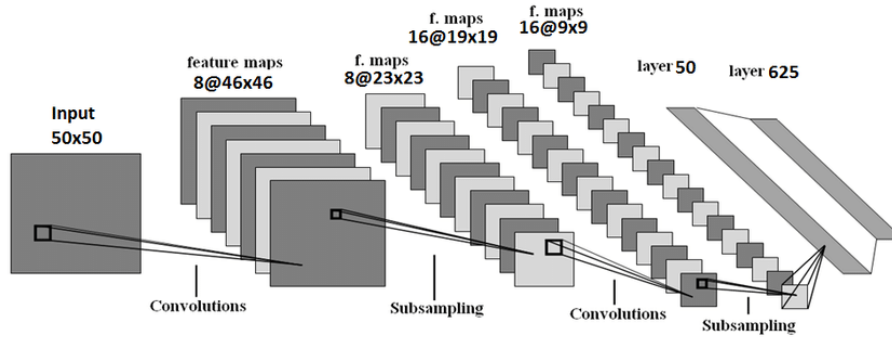 Input
50x50
feature maps
8@46x46
f. maps
8@23x23
f. maps
16@19x19
f. maps
16@9x9
layer 50
layer 625
Convolutions
Subsampling
Convolutions
Subsampling